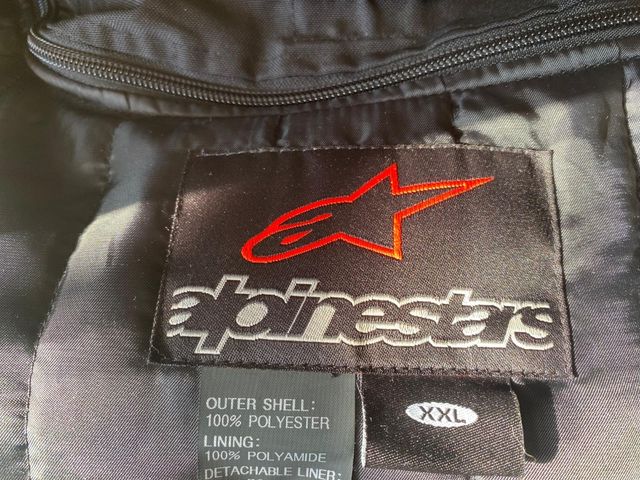 alpinestars
OUTER SHELL:
100% POLYESTER
LINING:
100% POLYAMIDE
DETACHABLE LINER:
XXL